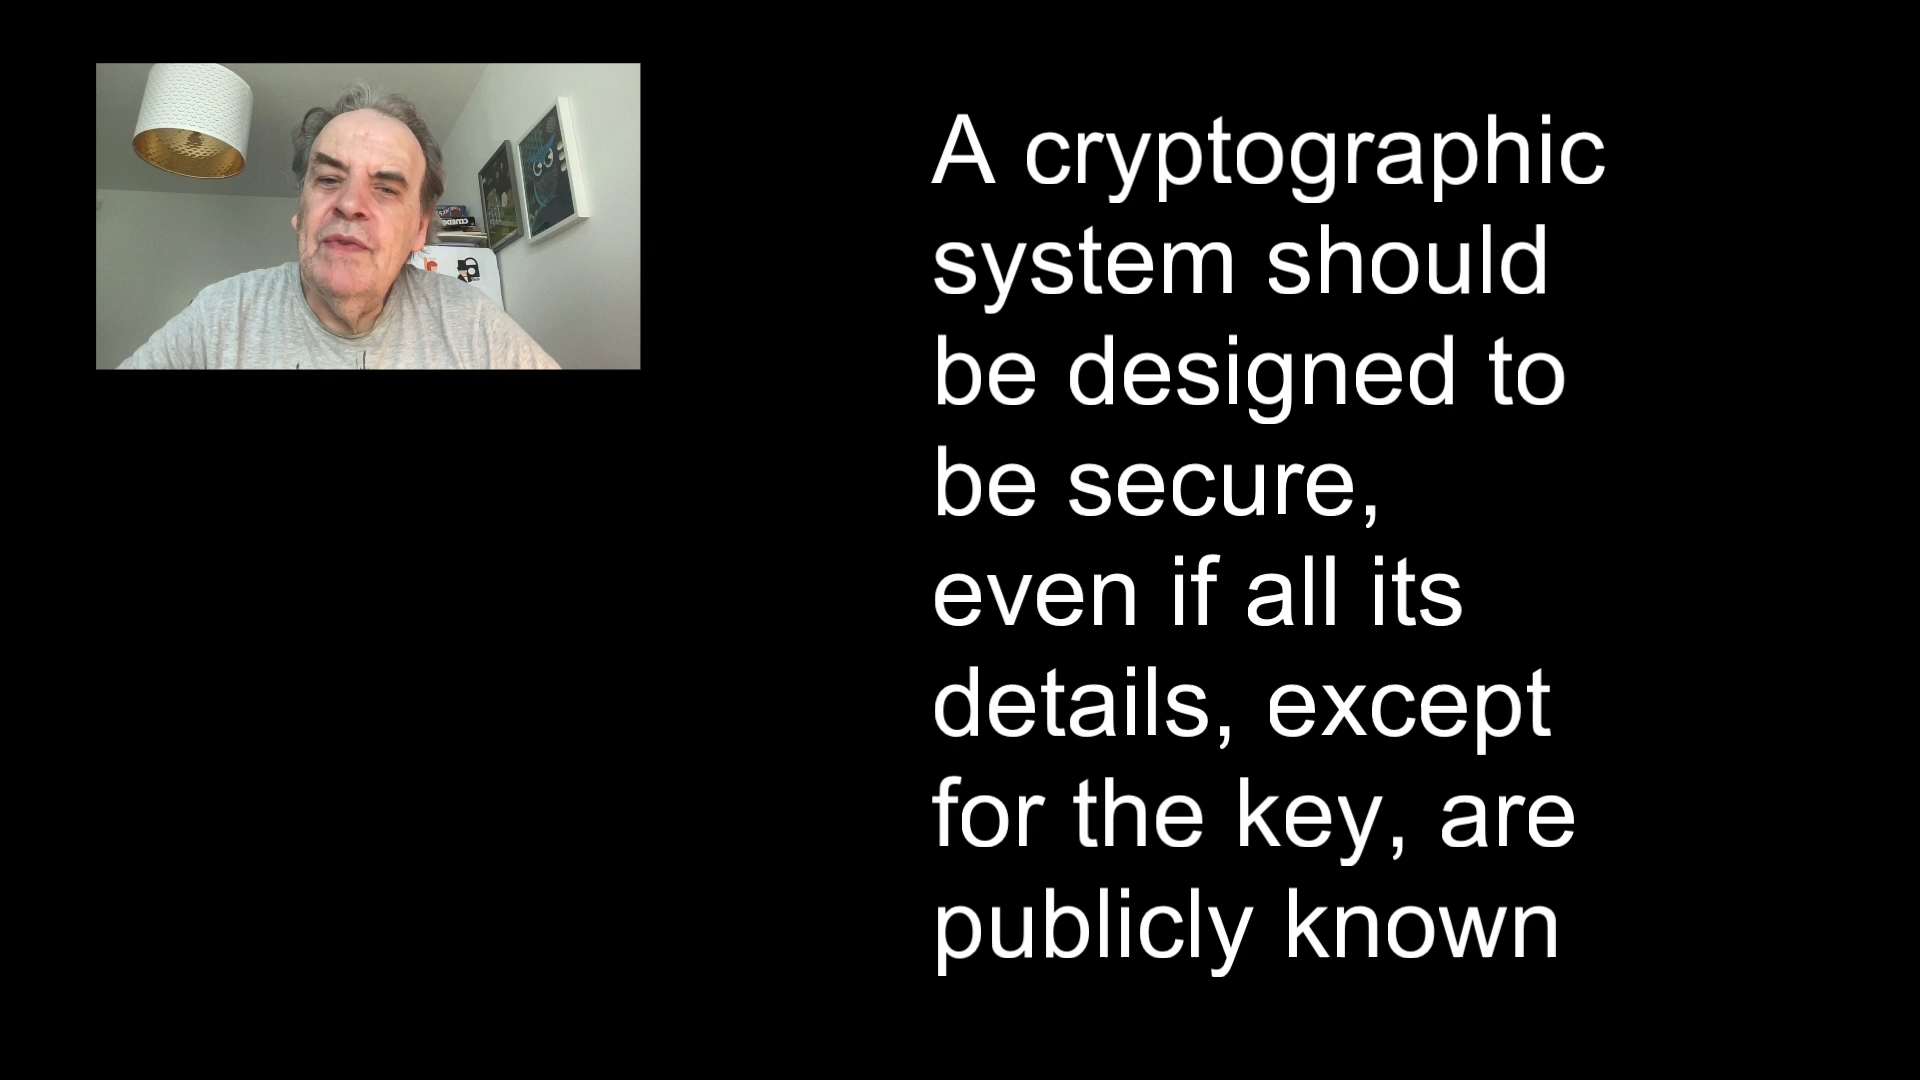 A cryptographic
system should
be designed to
be secure,
even if all its
details, except
for the key, are
publicly known